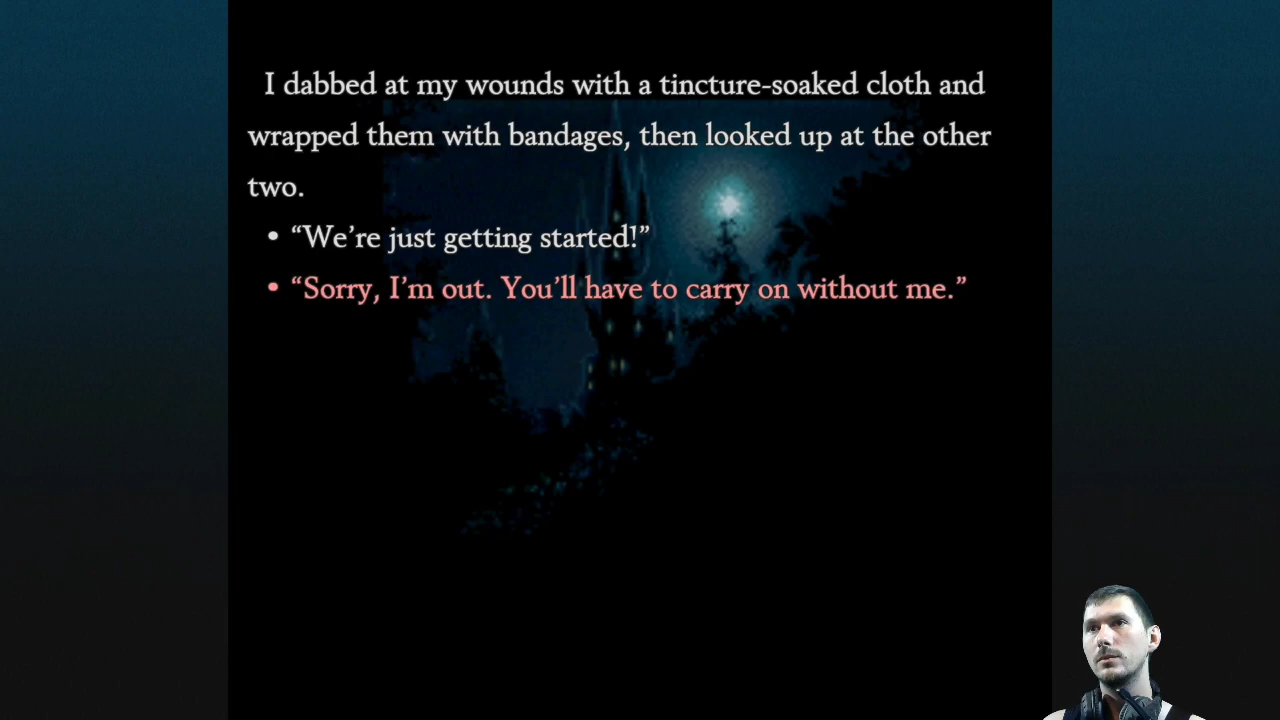 I dabbed at my wounds with a tincture-soaked cloth and
wrapped them with bandages, then looked up at the other
two.
• “We’re just getting started!”
• “Sorry, I’m out. You’ll have to carry on without me.”